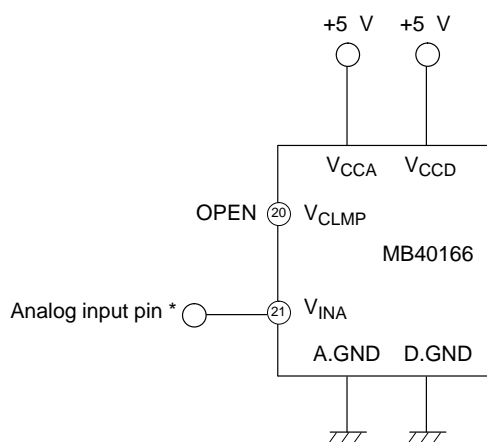 +5 V +5 V
VCCA VCCD
OPEN 20 VCLMP
MB40166
Analog input pin * 21 VINA
A.GND D.GND